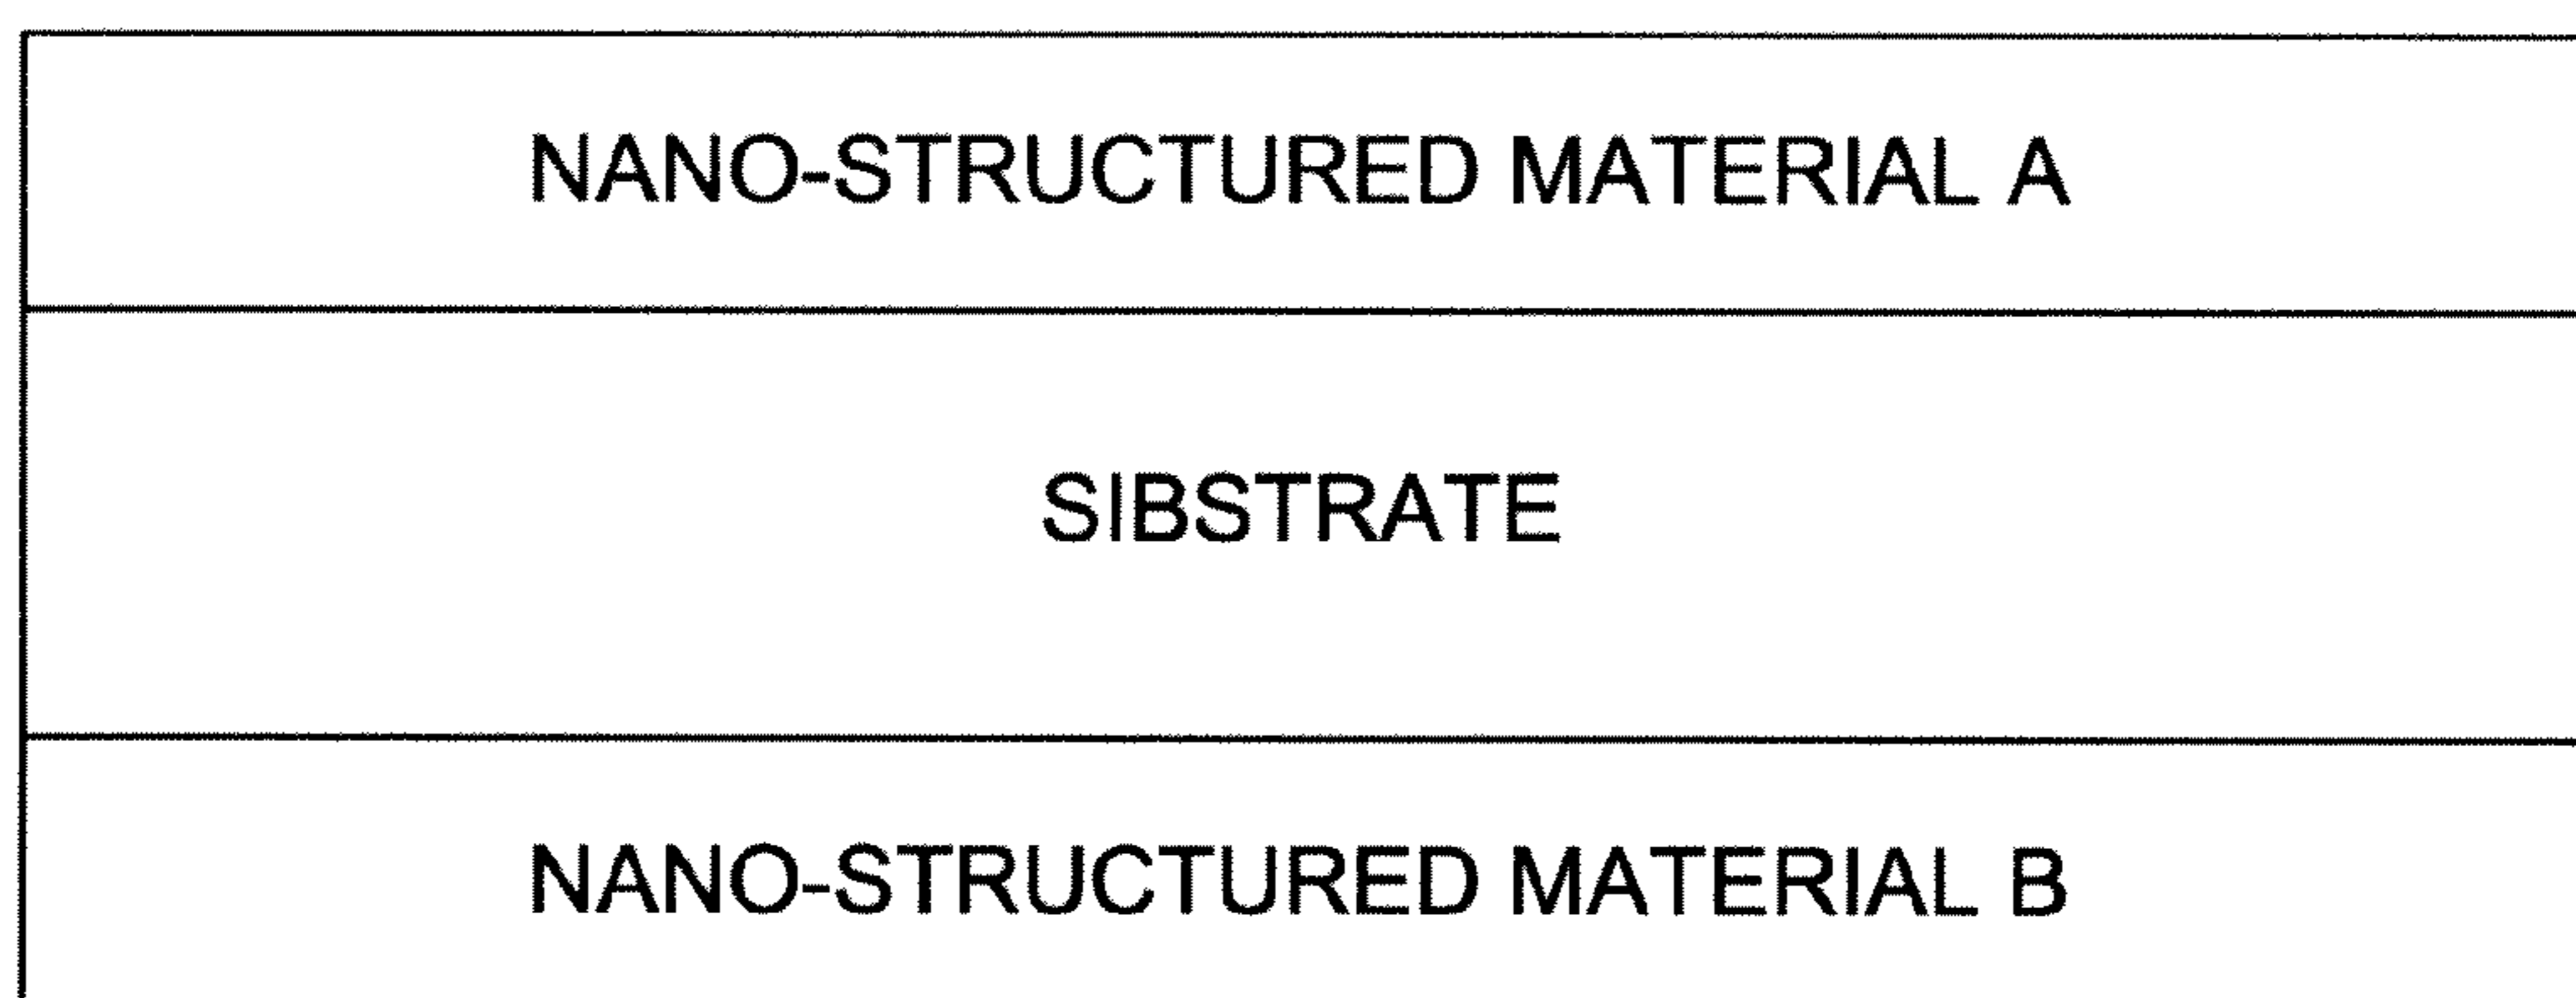 NANO-STRUCTURED MATERIAL A
SIBSTRATE
NANO-STRUCTURED MATERIAL B